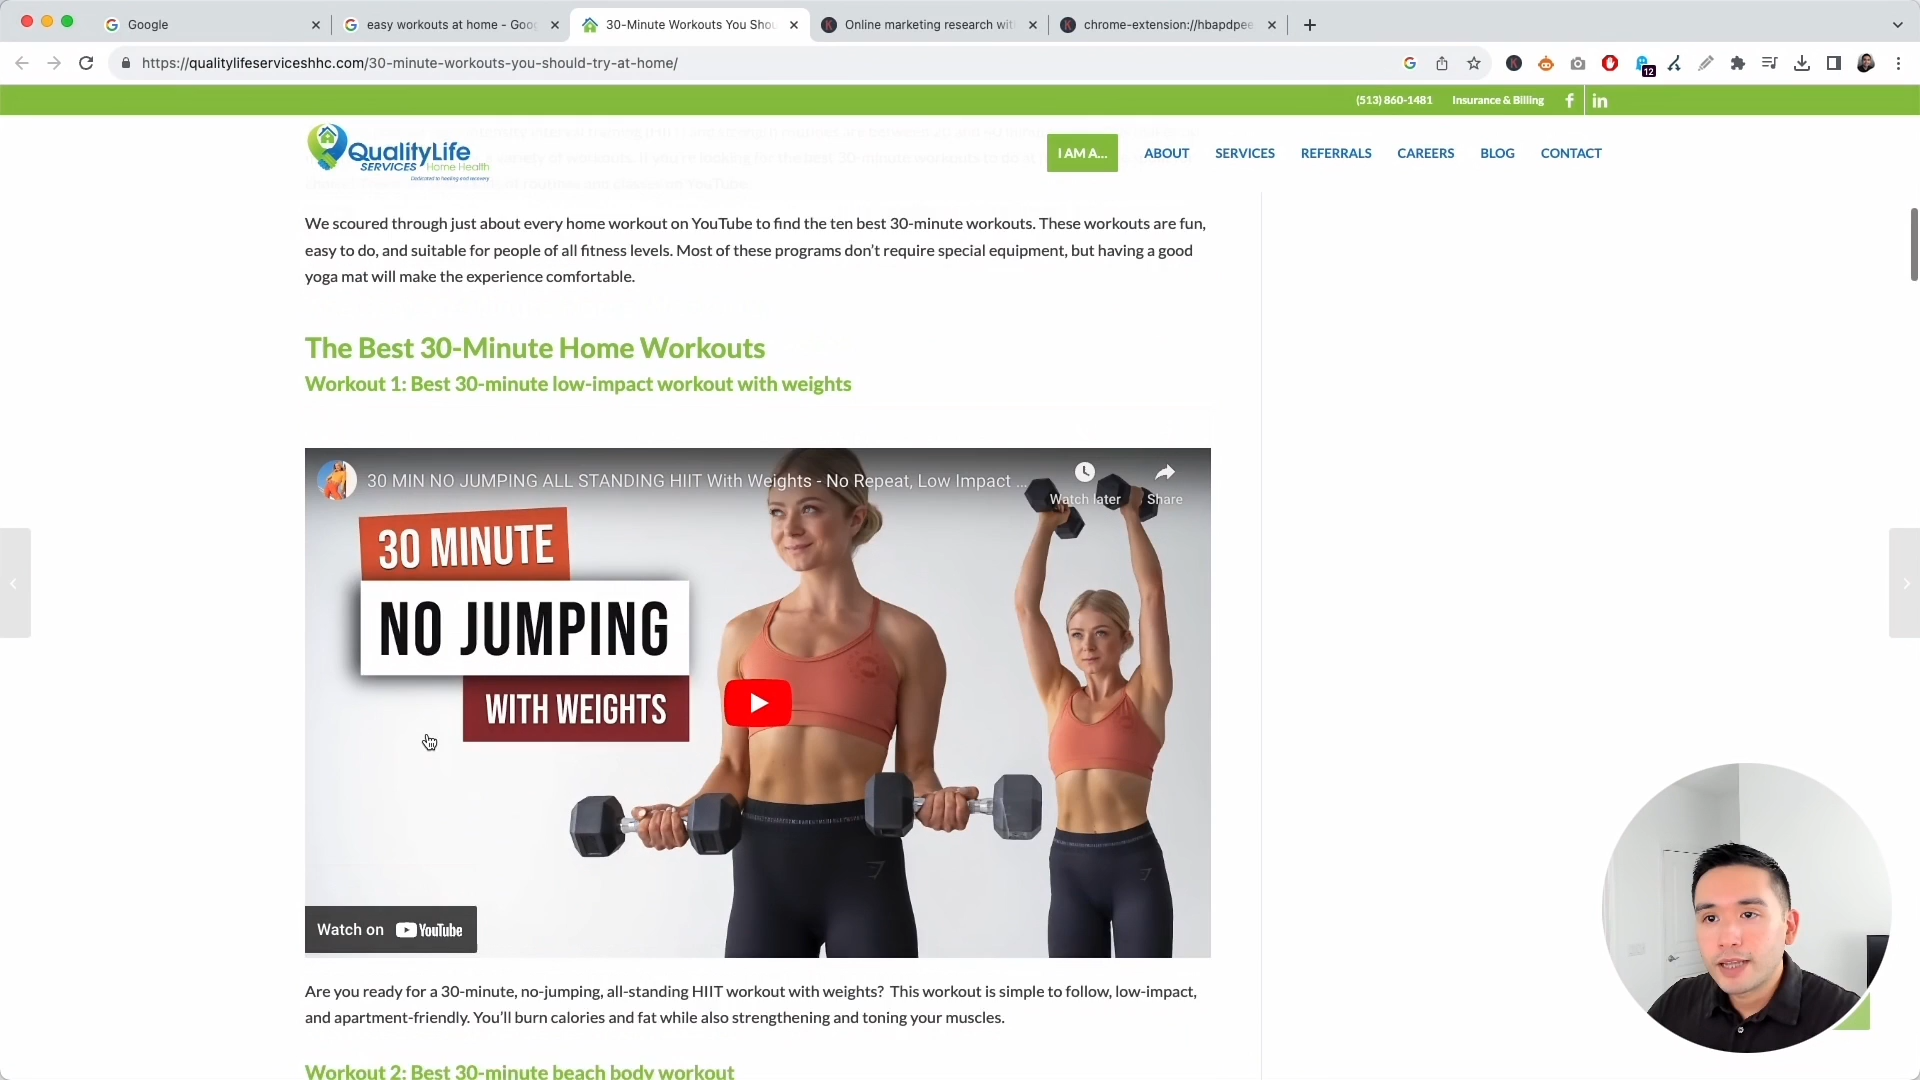 Google
easy workouts at home - Goog
30-Minute Workouts You Shou
Online marketing research wit
chrome-extension://hbapdpee
https://qualitylifeserviceshhc.com/30-minute-workouts-you-should-try-at-home/
12
(513) 860-1481
Insurance & Billing
QualityLife
SERVICES Home Health
Dedicated to healing and recovery
I AM A...
ABOUT
SERVICES
REFERRALS
CAREERS
BLOG
CONTACT
We scoured through just about every home workout on YouTube to find the ten best 30-minute workouts. These workouts are fun,
easy to do, and suitable for people of all fitness levels. Most of these programs don't require special equipment, but having a good
yoga mat will make the experience comfortable.
The Best 30-Minute Home Workouts
Workout 1: Best 30-minute low-impact workout with weights
30 MIN NO JUMPING ALL STANDING HIIT With Weights - No Repeat, Low Impact ...
Watch later
Share
30 MINUTE
NO JUMPING
WITH WEIGHTS
Watch on YouTube
Are you ready for a 30-minute, no-jumping, all-standing HIIT workout with weights?  This workout is simple to follow, low-impact,
and apartment-friendly. You'll burn calories and fat while also strengthening and toning your muscles.
Workout 2: Best 30-minute beach body workout